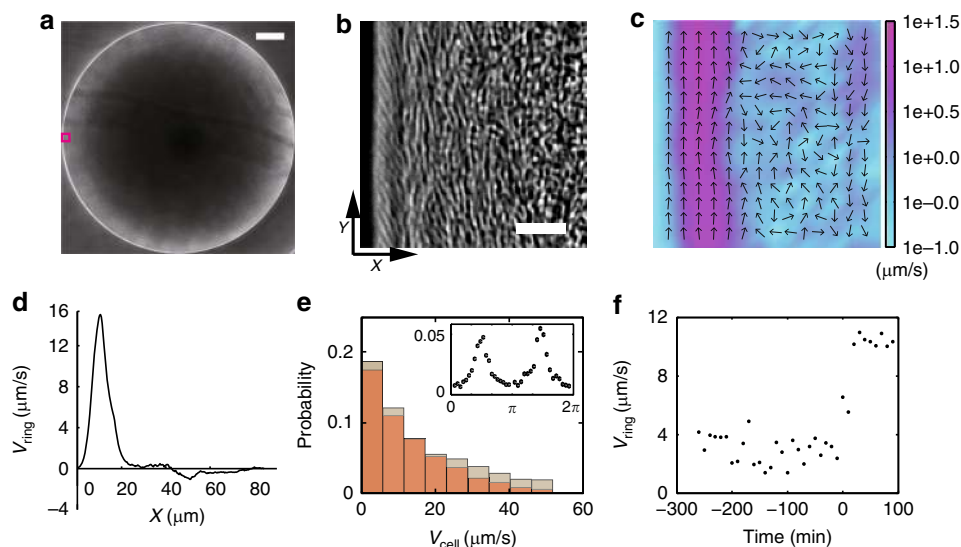 a
b
Y
X
c
1e+1.5
1e+1.0
1e+0.5
1e+0.0
1e−0.0
1e−1.0
(μm/s)
d
16
12
8
4
0
−4
0 20 40 60 80
V_ring (μm/s)
X (μm)
e
0.2
0.1
0
0 20 40 60
Probability
V_cell (μm/s)
0.05
0
0 π 2π
f
12
8
4
0
−300 −200 −100 0 100
V_ring (μm/s)
Time (min)